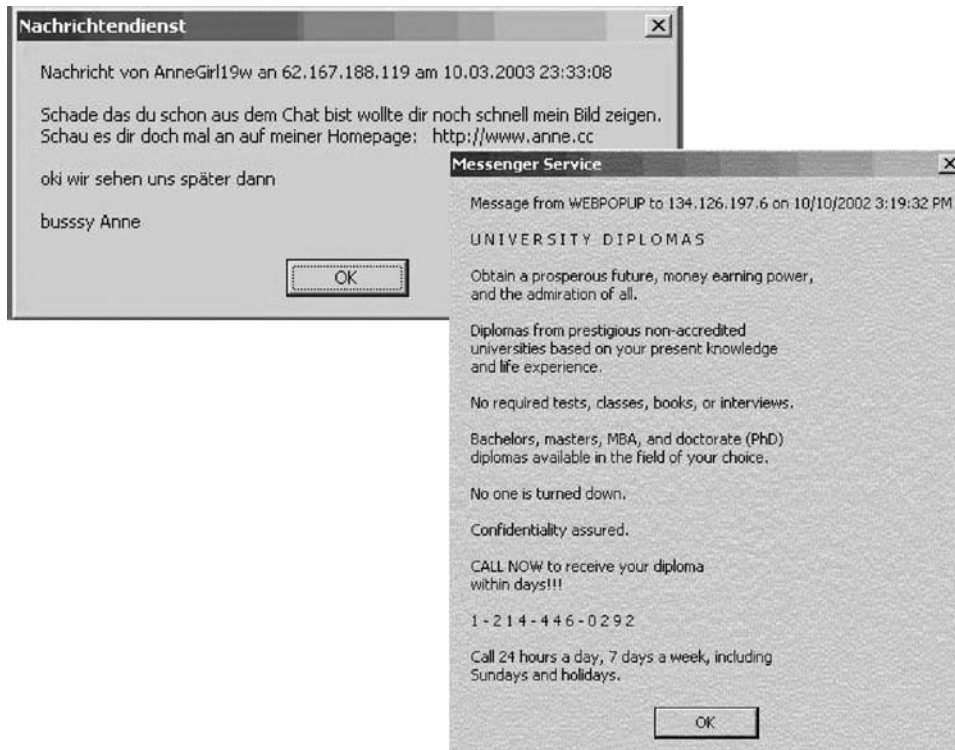 Nachrichtendienst
Nachricht von AnneGirl19w an 62.167.188.119 am 10.03.2003 23:33:08
Schade das du schon aus dem Chat bist wollte dir noch schnell mein Bild zeigen.
Schau es dir doch mal an auf meiner Homepage: http://www.anne.cc
oki wir sehen uns später dann
busssy Anne
OK
Messenger Service
Message from WEBPOPUP to 134.126.197.6 on 10/10/2002 3:19:32 PM
UNIVERSITY DIPLOMAS
Obtain a prosperous future, money earning power,
and the admiration of all.
Diplomas from prestigious non-accredited
universities based on your present knowledge
and life experience.
No required tests, classes, books, or interviews.
Bachelors, masters, MBA, and doctorate (PhD)
diplomas available in the field of your choice.
No one is turned down.
Confidentiality assured.
CALL NOW to receive your diploma
within days!!!
1-214-446-0292
Call 24 hours a day, 7 days a week, including
Sundays and holidays.
OK